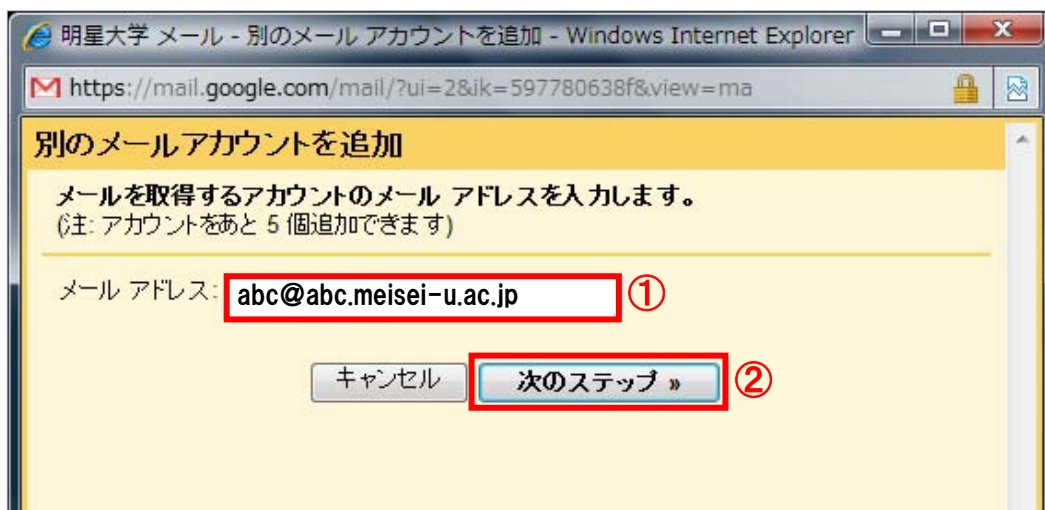 明星大学 メール - 別のメール アカウントを追加 - Windows Internet Explorer
https://mail.google.com/mail/?ui=2&ik=597780638f&view=ma
別のメールアカウントを追加
メールを取得するアカウントのメール アドレスを入力します。
(注: アカウントをあと 5 個追加できます)
メール アドレス: abc@abc.meisei-u.ac.jp ①
キャンセル 次のステップ » ②